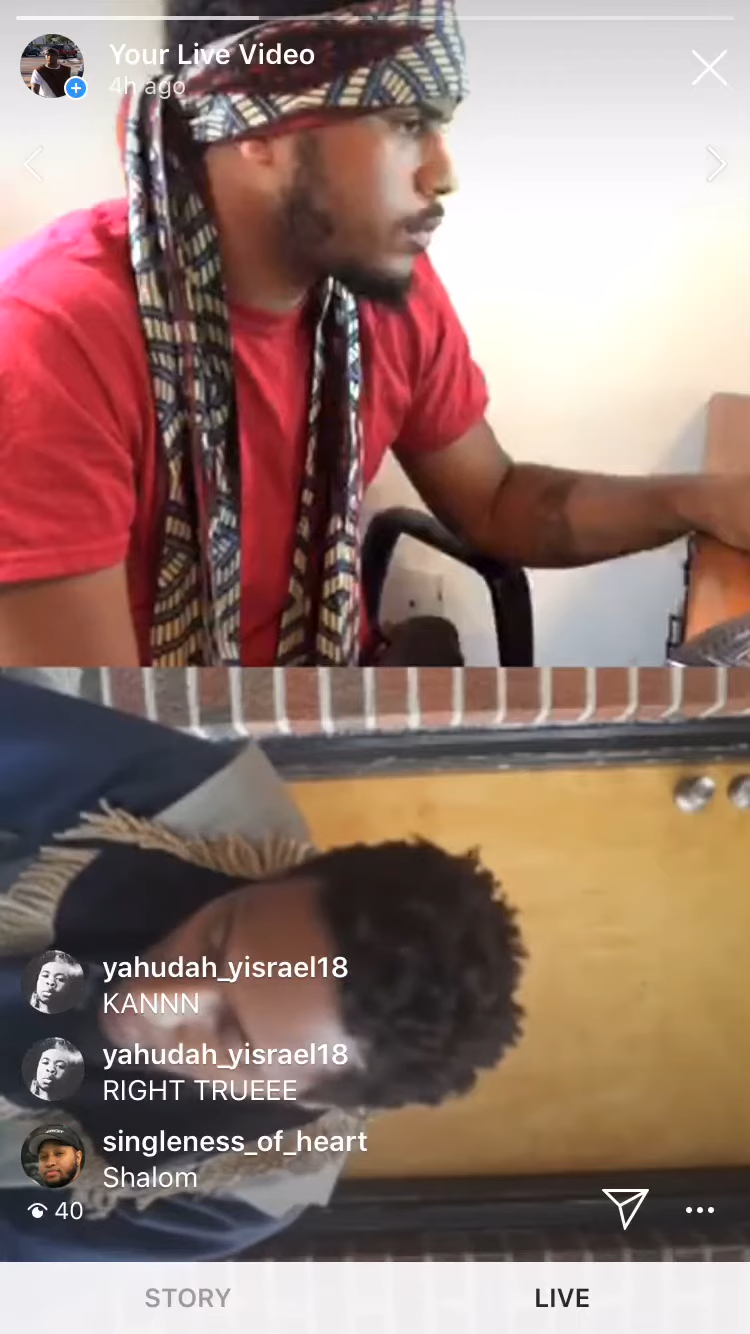 Your Live Video
4h ago
yahudah_yisrael18
KANNN
yahudah_yisrael18
RIGHT TRUEEE
singleness_of_heart
Shalom
40
STORY
LIVE